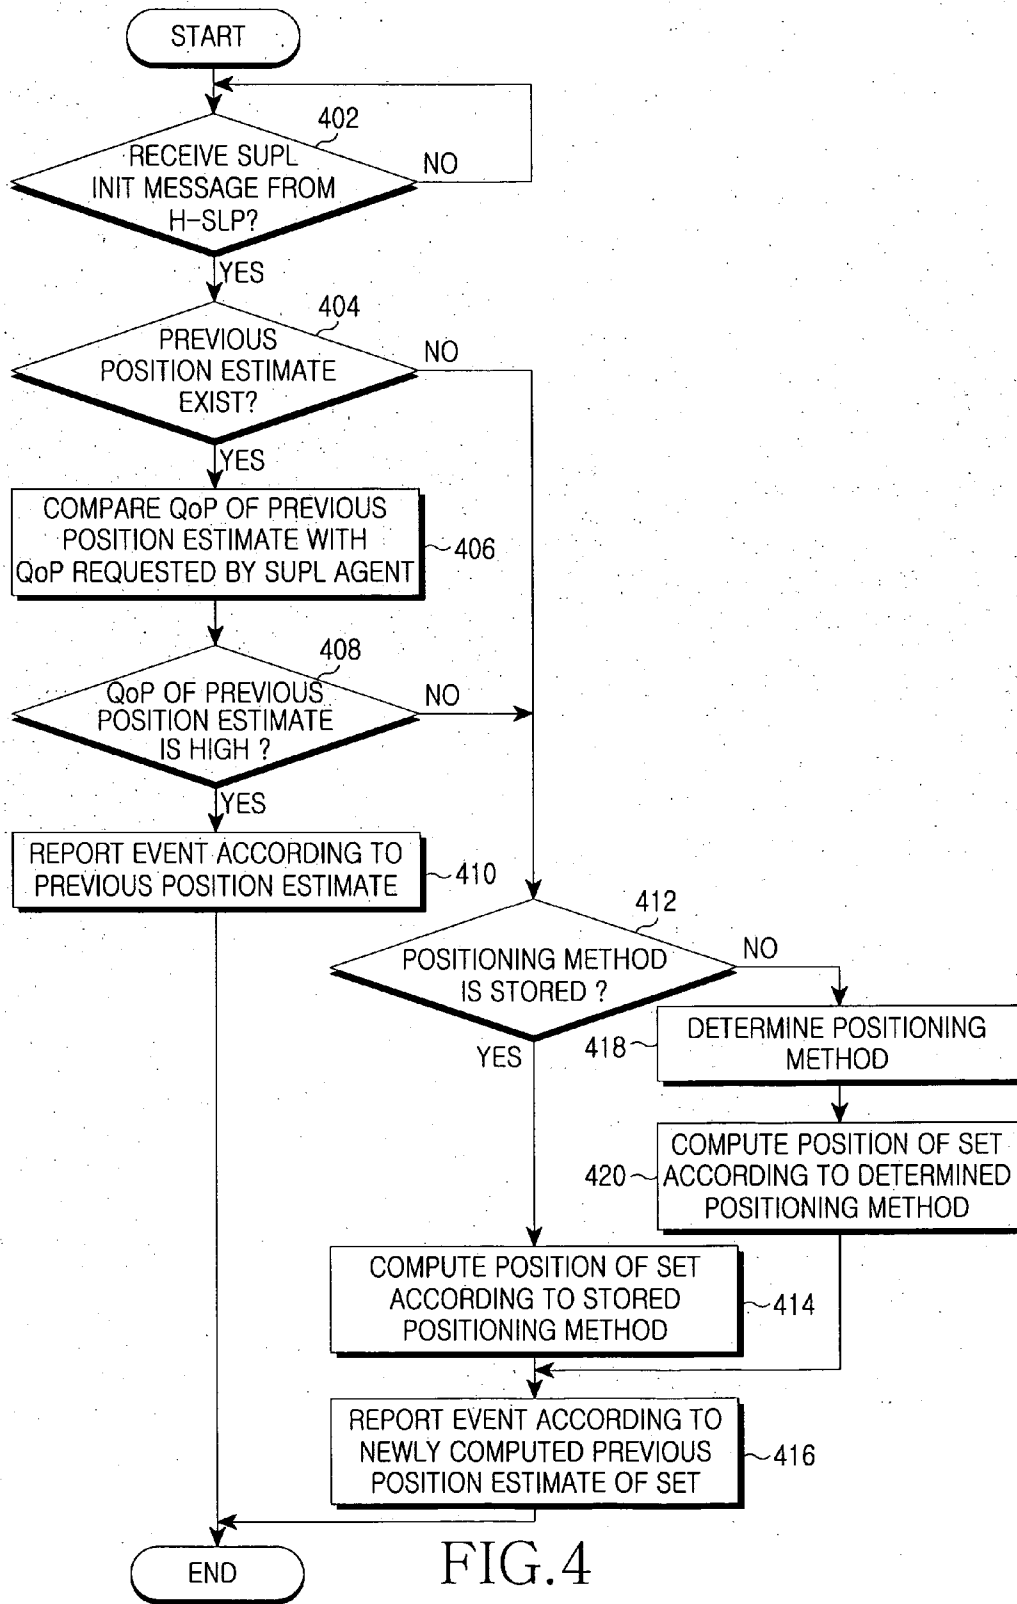 START
402
RECEIVE SUPL
INIT MESSAGE FROM
H-SLP?
NO
YES
404
PREVIOUS
POSITION ESTIMATE
EXIST?
NO
YES
COMPARE QoP OF PREVIOUS
POSITION ESTIMATE WITH
QoP REQUESTED BY SUPL AGENT
406
408
QoP OF PREVIOUS
POSITION ESTIMATE
IS HIGH ?
NO
YES
REPORT EVENT ACCORDING TO
PREVIOUS POSITION ESTIMATE
410
412
POSITIONING METHOD
IS STORED ?
NO
YES
418
DETERMINE POSITIONING
METHOD
420
COMPUTE POSITION OF SET
ACCORDING TO DETERMINED
POSITIONING METHOD
COMPUTE POSITION OF SET
ACCORDING TO STORED
POSITIONING METHOD
414
REPORT EVENT ACCORDING TO
NEWLY COMPUTED PREVIOUS
POSITION ESTIMATE OF SET
416
END
FIG.4